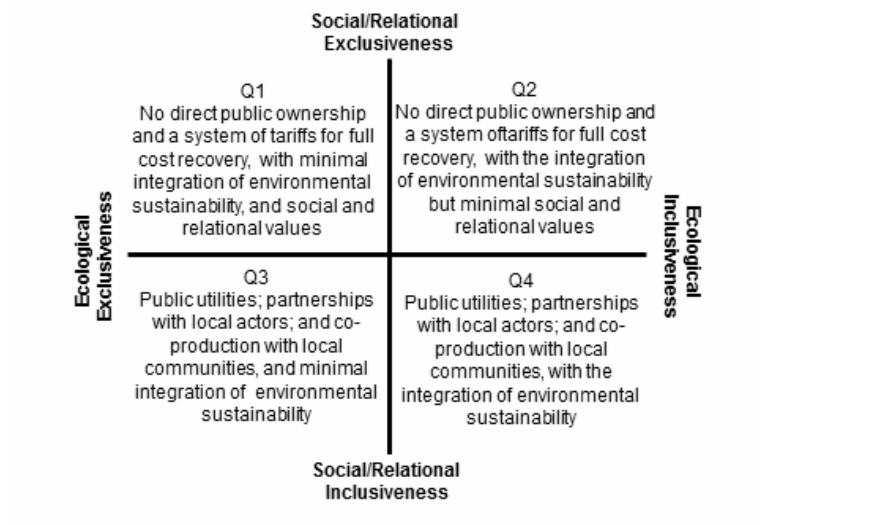 Social/Relational
Exclusiveness
Q1
No direct public ownership
and a system of tariffs for full
cost recovery, with minimal
integration of environmental
sustainability, and social and
relational values
Q2
No direct public ownership and
a system oftariffs for full cost
recovery, with the integration
of environmental sustainability
but minimal social and
relational values
Ecological
Exclusiveness
Ecological
Inclusiveness
Q3
Public utilities; partnerships
with local actors; and co-
production with local
communities, and minimal
integration of environmental
sustainability
Q4
Public utilities; partnerships
with local actors; and co-
production with local
communities, with the
integration of environmental
sustainability
Social/Relational
Inclusiveness